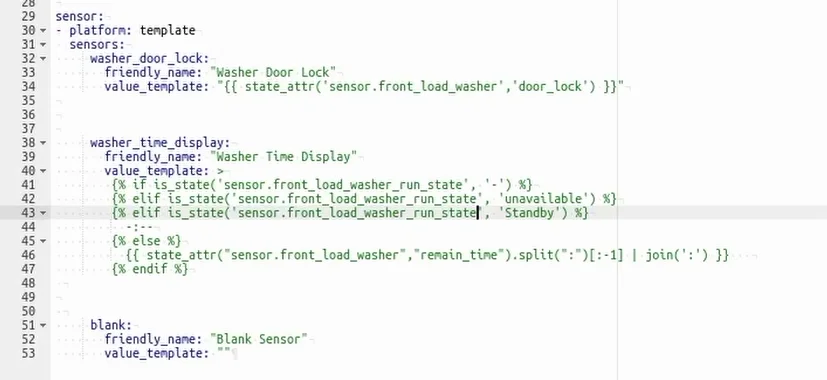 28
29 sensor:
30 - platform: template
31 sensors:
32 washer_door_lock:
33 friendly_name: "Washer Door Lock"
34 value_template: "{{ state_attr('sensor.front_load_washer','door_lock') }}"
35
36
37
38 washer_time_display:
39 friendly_name: "Washer Time Display"
40 value_template: >
41 {% if is_state('sensor.front_load_washer_run_state', '-') %}
42 {% elif is_state('sensor.front_load_washer_run_state', 'unavailable') %}
43 {% elif is_state('sensor.front_load_washer_run_state', 'Standby') %}
44 -:--
45 {% else %}
46 {{ state_attr("sensor.front_load_washer","remain_time").split(":")[:-1] | join(':') }}
47 {% endif %}
48
49
50
51 blank:
52 friendly_name: "Blank Sensor"
53 value_template: ""